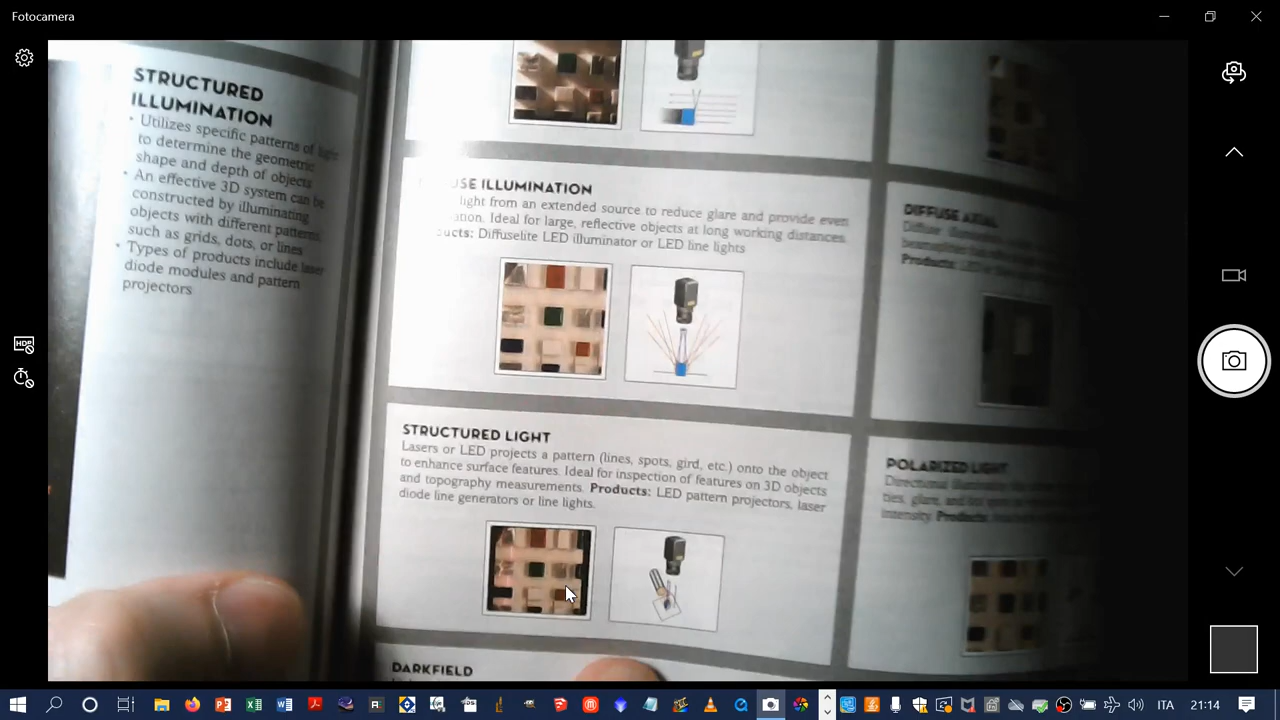 Fotocamera
STRUCTURED
ILLUMINATION
• Utilizes specific patterns of light
to determine the geometric
shape and depth of objects
• An effective 3D system can be
constructed by illuminating
objects with different patterns
such as grids, dots, or lines
• Types of products include laser
diode modules and pattern
projectors
USE ILLUMINATION
light from an extended source to reduce glare and provide even
ation. Ideal for large, reflective objects at long working distances.
ucts: Diffuselite LED illuminator or LED line lights
STRUCTURED LIGHT
Lasers or LED projects a pattern (lines, spots, gird, etc.) onto the object
to enhance surface features. Ideal for inspection of features on 3D objects
and topography measurements. Products: LED pattern projectors, laser
diode line generators or line lights.
DARKFIELD
DIFFUSE AXIAL
Diffuse
Products:
POLARIZED LIGHT
Directional
glare, and
intensity. Products:
ITA
21:14